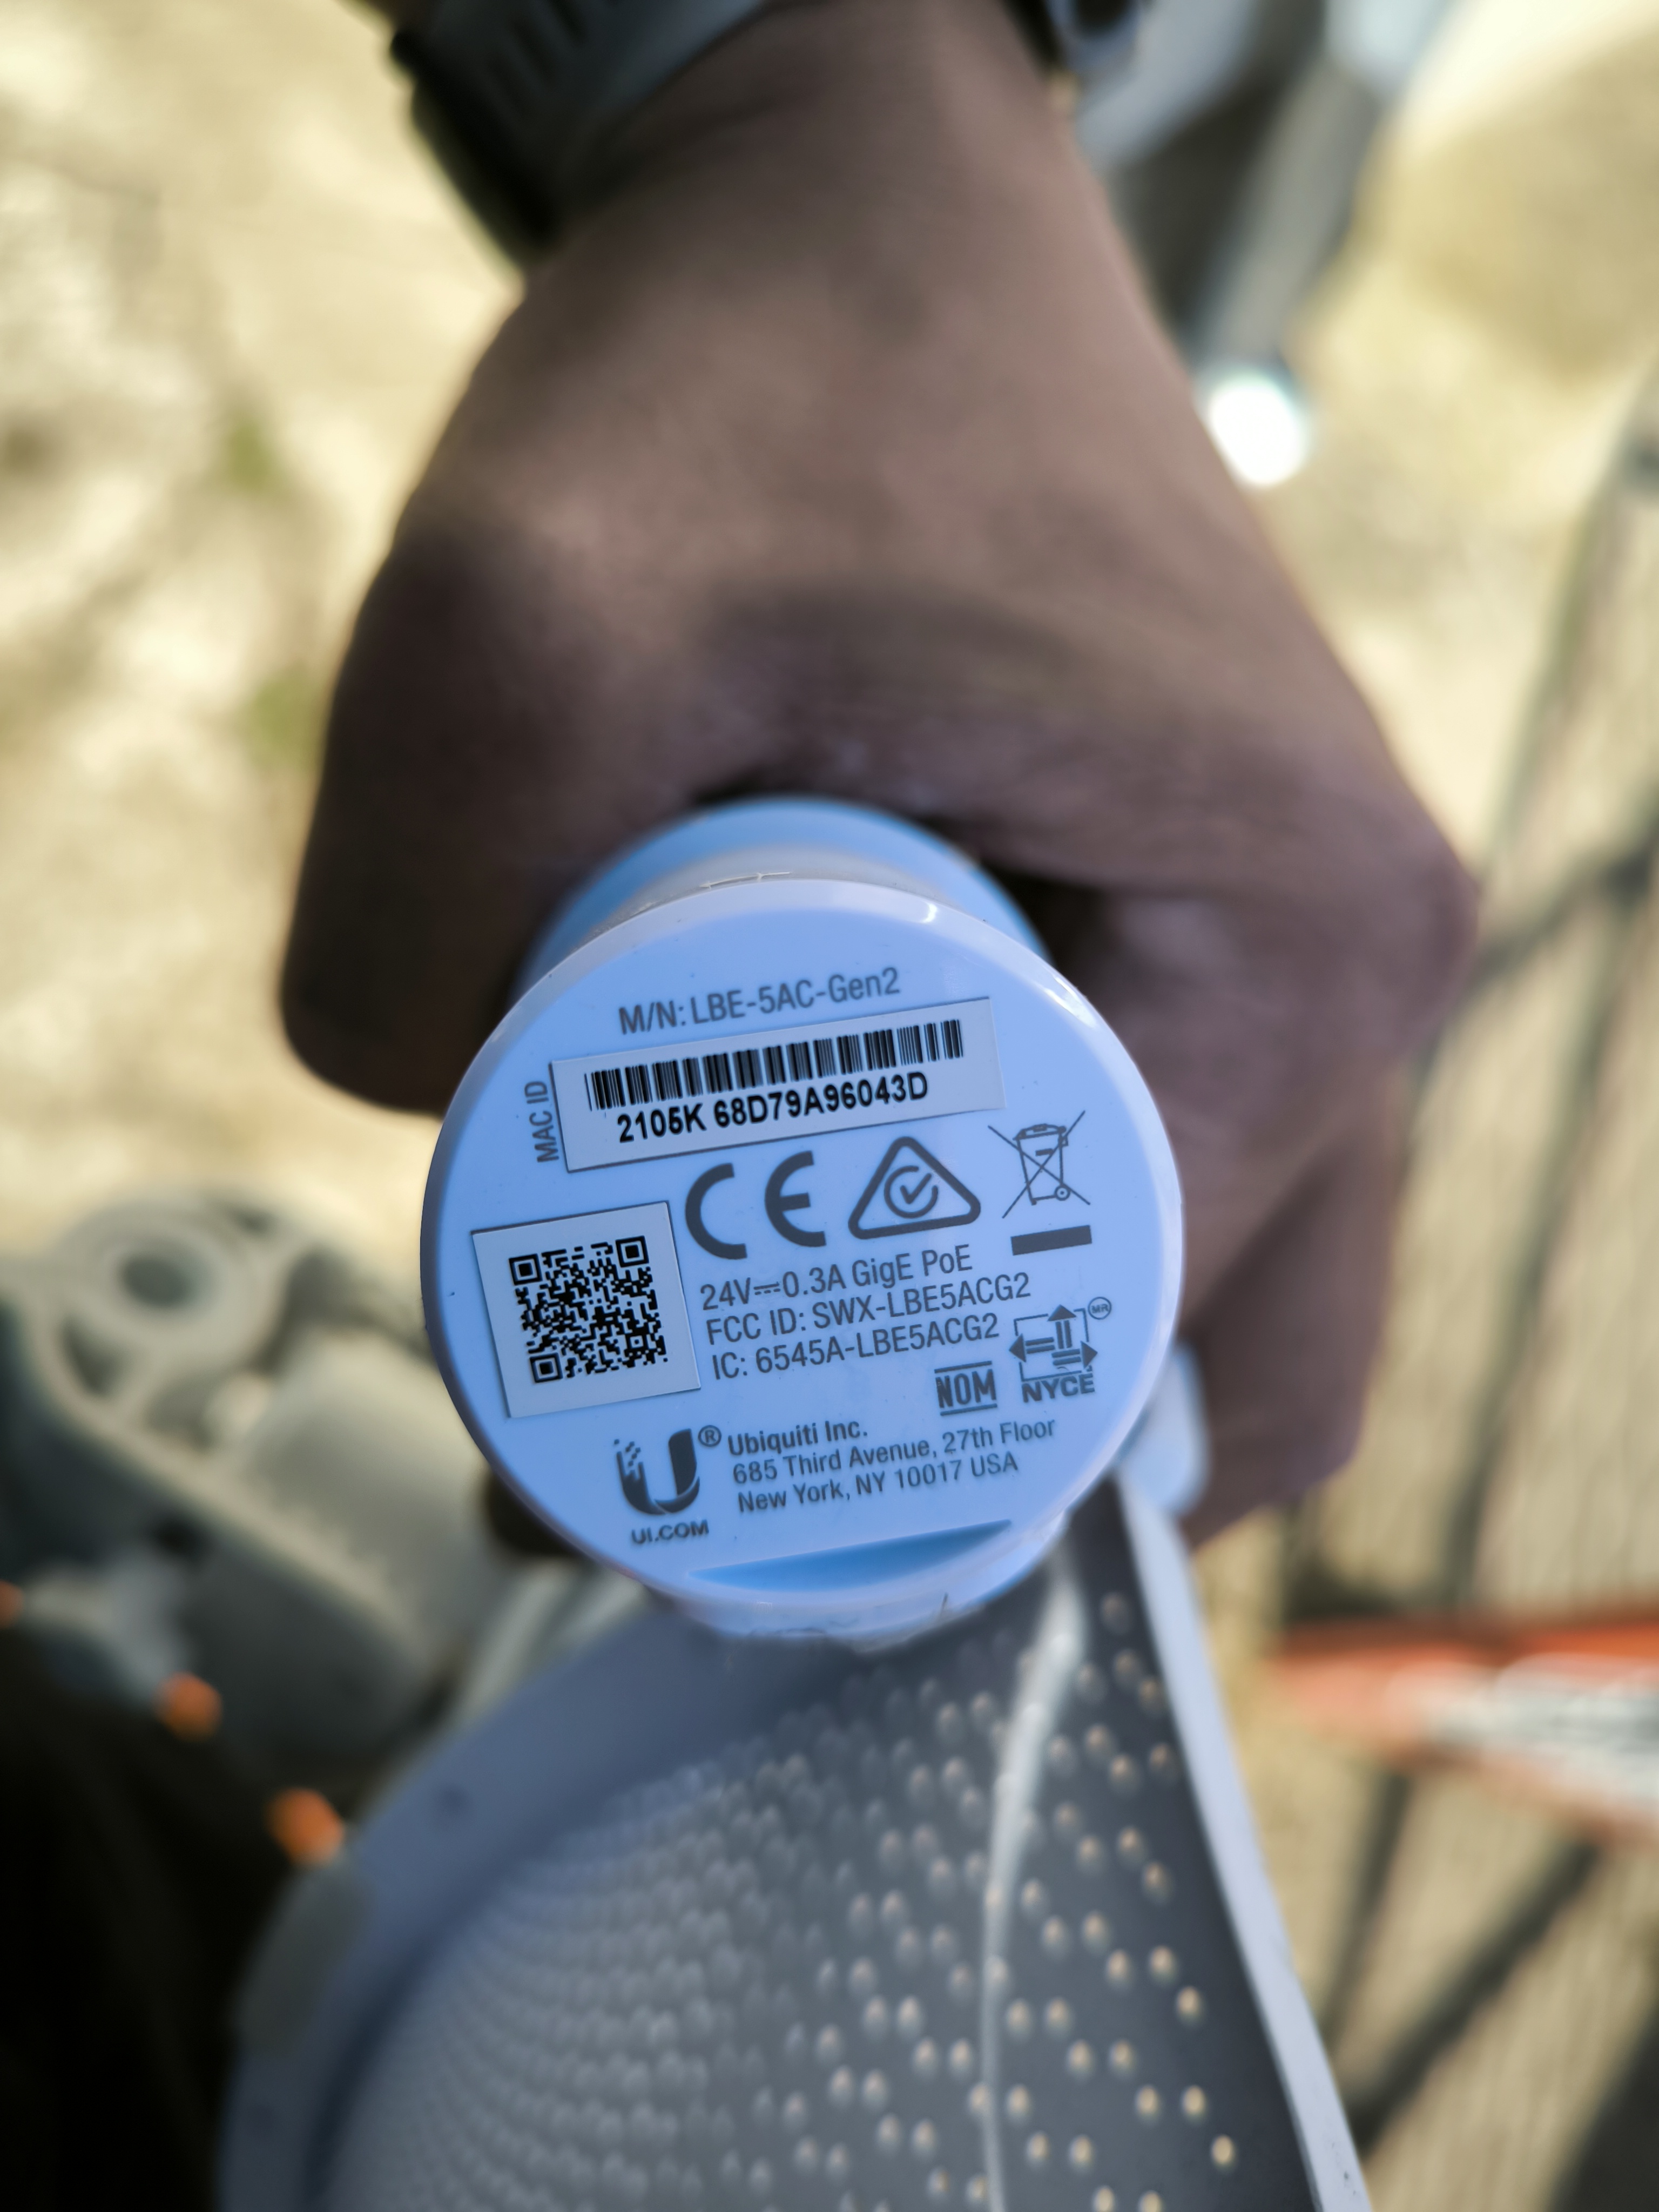 M/N: LBE-5AC-Gen2
MAC ID
2105K 68D79A96043D
CE
24V⎓0.3A GigE PoE
FCC ID: SWX-LBE5ACG2
IC: 6545A-LBE5ACG2
MR
NOM
NYCE
U®
Ubiquiti Inc.
685 Third Avenue, 27th Floor
New York, NY 10017 USA
UI.COM